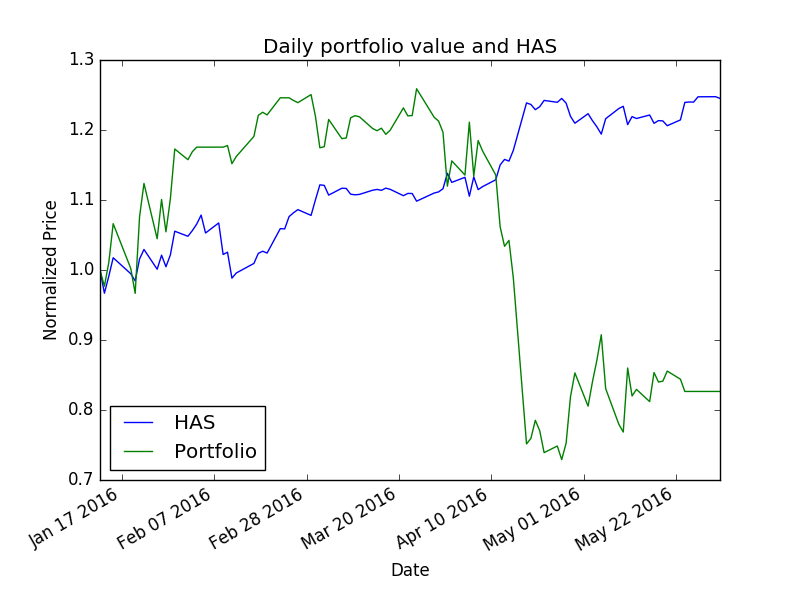 Daily portfolio value and HAS
1.3
1.2
1.1
1.0
0.9
0.8
0.7
Normalized Price
HAS
Portfolio
Jan 17 2016
Feb 07 2016
Feb 28 2016
Mar 20 2016
Apr 10 2016
May 01 2016
May 22 2016
Date